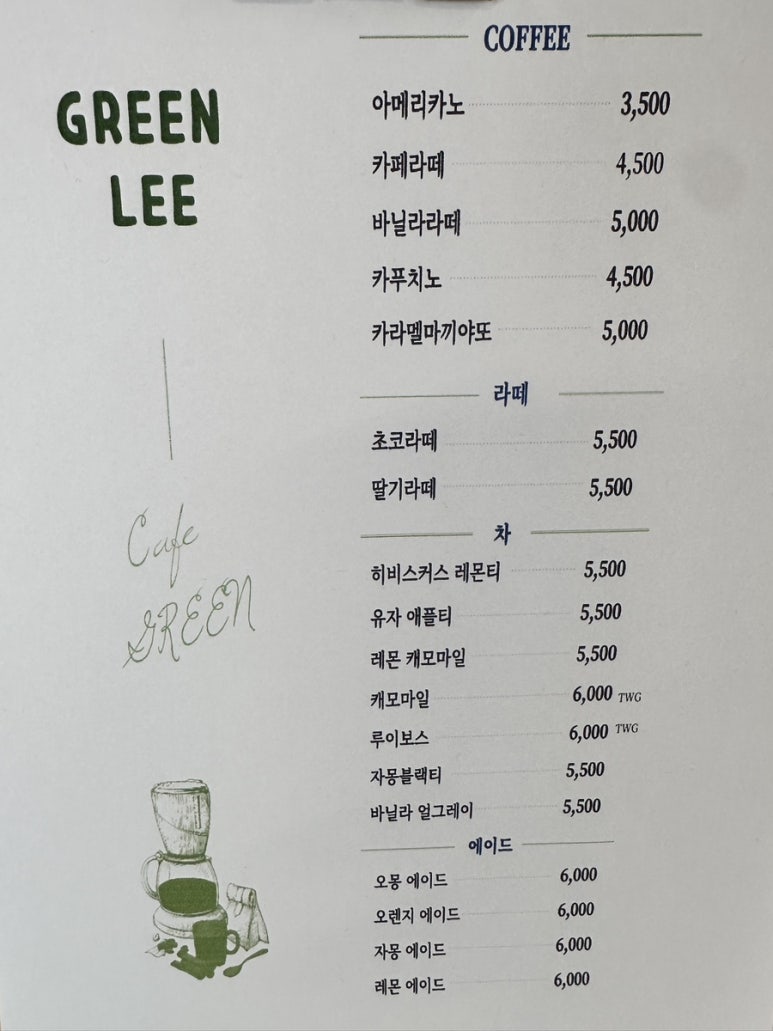 GREEN
LEE
Cafe
GREEN
COFFEE
아메리카노 3,500
카페라떼 4,500
바닐라라떼 5,000
카푸치노 4,500
카라멜마끼야또 5,000
라떼
초코라떼 5,500
딸기라떼 5,500
차
히비스커스 레몬티 5,500
유자 애플티 5,500
레몬 캐모마일 5,500
캐모마일 6,000 TWG
루이보스 6,000 TWG
자몽블랙티 5,500
바닐라 얼그레이 5,500
에이드
오몽 에이드 6,000
오렌지 에이드 6,000
자몽 에이드 6,000
레몬 에이드 6,000